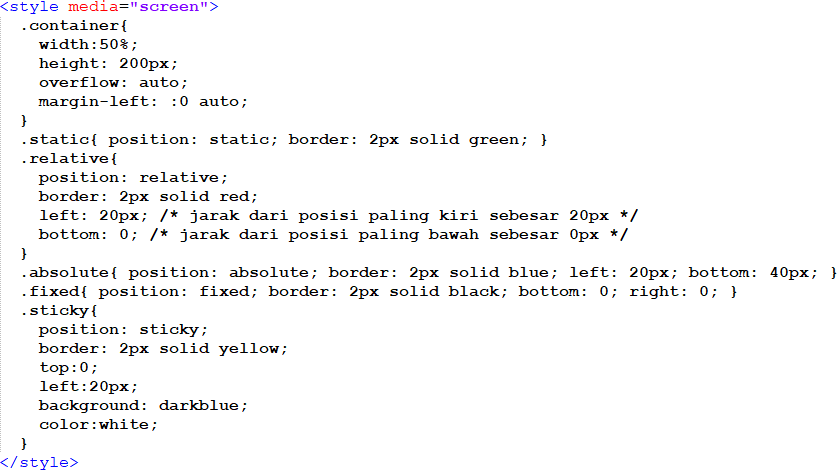 <style media="screen">
.container{
width:50%;
height: 200px;
overflow: auto;
margin-left: :0 auto;
}
.static{ position: static; border: 2px solid green; }
.relative{
position: relative;
border: 2px solid red;
left: 20px; /* jarak dari posisi paling kiri sebesar 20px */
bottom: 0; /* jarak dari posisi paling bawah sebesar 0px */
}
.absolute{ position: absolute; border: 2px solid blue; left: 20px; bottom: 40px; }
.fixed{ position: fixed; border: 2px solid black; bottom: 0; right: 0; }
.sticky{
position: sticky;
border: 2px solid yellow;
top:0;
left:20px;
background: darkblue;
color:white;
}
</style>